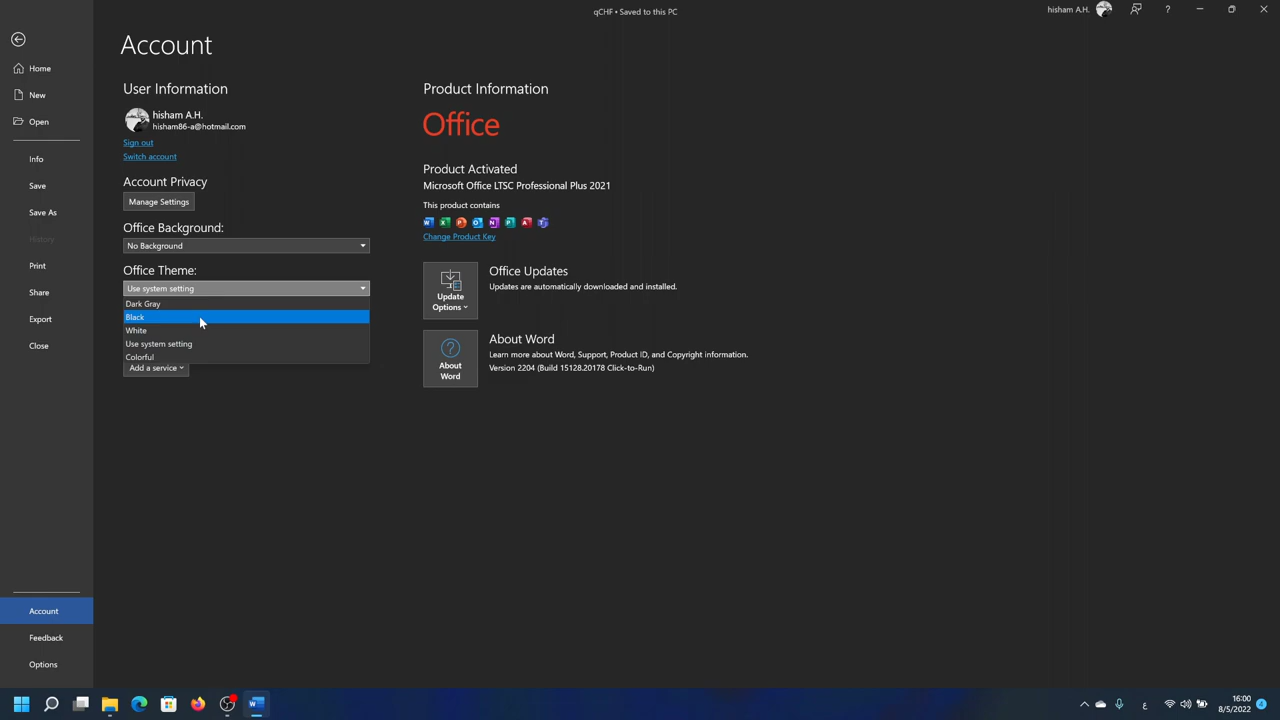 qCHF • Saved to this PC
hisham A.H.
?
Home
New
Open
Info
Save
Save As
History
Print
Share
Export
Close
Account
Feedback
Options
Account
User Information
hisham A.H.
hisham86-a@hotmail.com
Sign out
Switch account
Account Privacy
Manage Settings
Office Background:
No Background
Office Theme:
Use system setting
Dark Gray
Black
White
Use system setting
Colorful
Add a service
Product Information
Office
Product Activated
Microsoft Office LTSC Professional Plus 2021
This product contains
Change Product Key
Update
Options
Office Updates
Updates are automatically downloaded and installed.
?
About
Word
About Word
Learn more about Word, Support, Product ID, and Copyright information.
Version 2204 (Build 15128.20178 Click-to-Run)
ع
16:00
8/5/2022
4